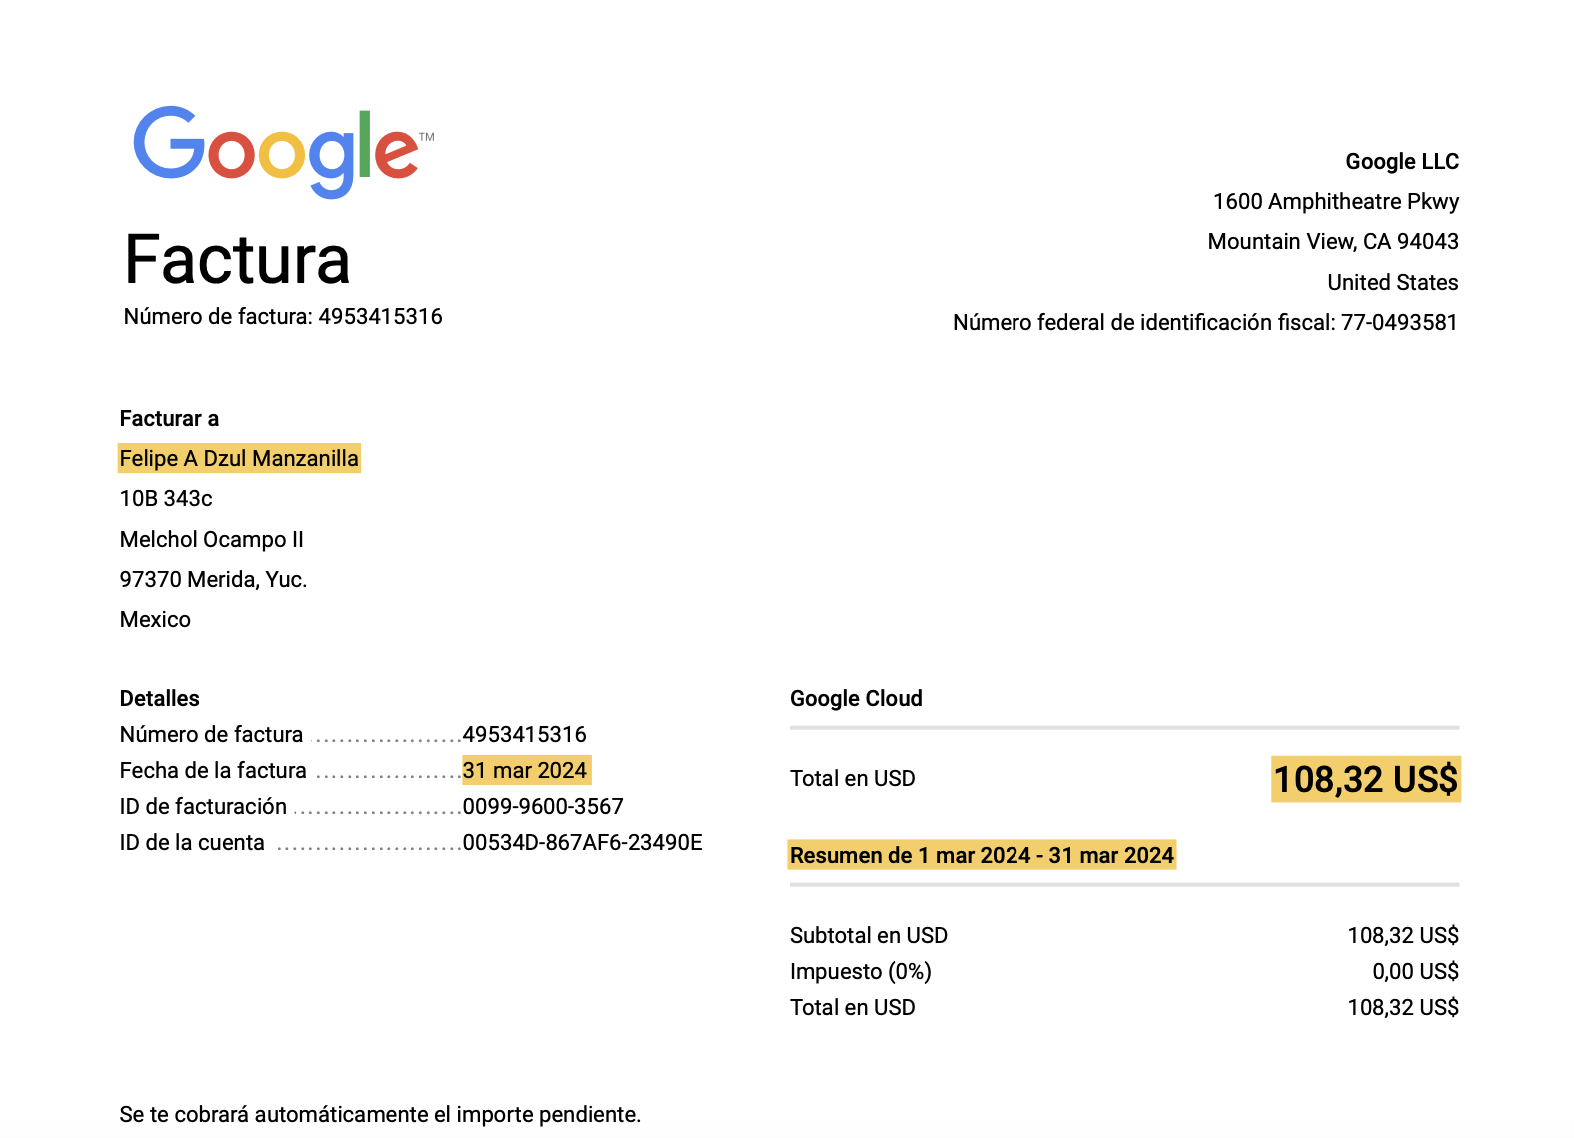 Google™
Factura
Número de factura: 4953415316
Google LLC
1600 Amphitheatre Pkwy
Mountain View, CA 94043
United States
Número federal de identificación fiscal: 77-0493581
Facturar a
Felipe A Dzul Manzanilla
10B 343c
Melchol Ocampo II
97370 Merida, Yuc.
Mexico
Detalles
Número de factura ...................4953415316
Fecha de la factura ...................31 mar 2024
ID de facturación ......................0099-9600-3567
ID de la cuenta ........................00534D-867AF6-23490E
Google Cloud
Total en USD 108,32 US$
Resumen de 1 mar 2024 - 31 mar 2024
Subtotal en USD 108,32 US$
Impuesto (0%) 0,00 US$
Total en USD 108,32 US$
Se te cobrará automáticamente el importe pendiente.